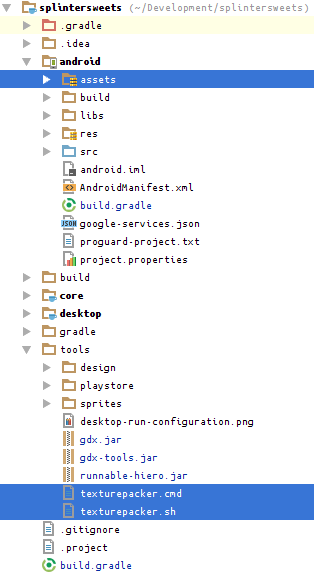 splintersweets (~/Development/splintersweets)
.gradle
.idea
android
assets
build
libs
res
src
android.iml
AndroidManifest.xml
build.gradle
JSON google-services.json
proguard-project.txt
project.properties
build
core
desktop
gradle
tools
design
playstore
sprites
desktop-run-configuration.png
gdx.jar
gdx-tools.jar
runnable-hiero.jar
texturepacker.cmd
texturepacker.sh
.gitignore
.project
build.gradle